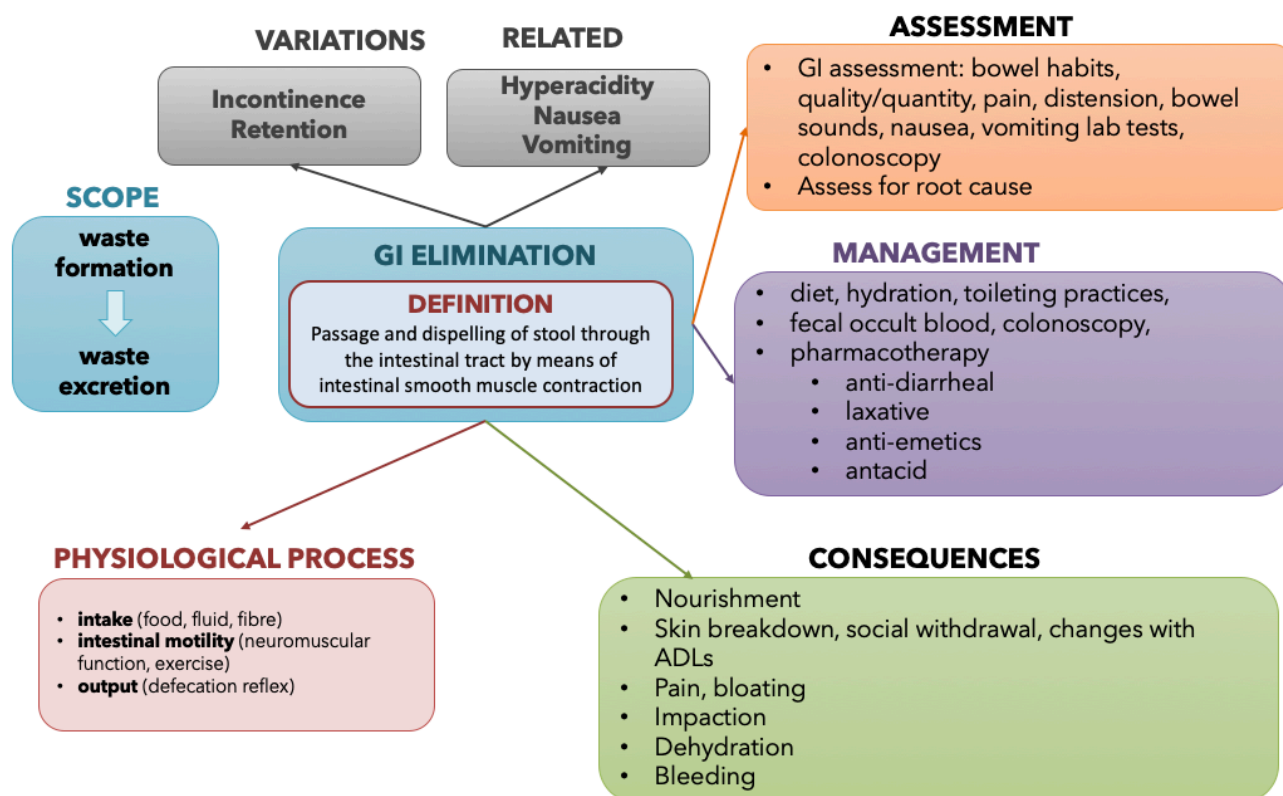 VARIATIONS
Incontinence
Retention
RELATED
Hyperacidity
Nausea
Vomiting
ASSESSMENT
• GI assessment: bowel habits,
quality/quantity, pain, distension, bowel
sounds, nausea, vomiting lab tests,
colonoscopy
• Assess for root cause
SCOPE
waste
formation
waste
excretion
GI ELIMINATION
DEFINITION
Passage and dispelling of stool through
the intestinal tract by means of
intestinal smooth muscle contraction
MANAGEMENT
• diet, hydration, toileting practices,
• fecal occult blood, colonoscopy,
• pharmacotherapy
• anti-diarrheal
• laxative
• anti-emetics
• antacid
PHYSIOLOGICAL PROCESS
• intake (food, fluid, fibre)
• intestinal motility (neuromuscular
function, exercise)
• output (defecation reflex)
CONSEQUENCES
• Nourishment
• Skin breakdown, social withdrawal, changes with
ADLs
• Pain, bloating
• Impaction
• Dehydration
• Bleeding